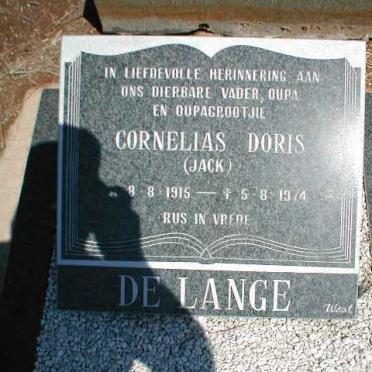 IN LIEFDEVOLLE HERINNERING AAN
ONS DIERBARE VADER, OUPA
EN OUPAGROOTJIE
CORNELIAS DORIS
(JACK)
* 8-8-1915 — † 5-8-1974
RUS IN VREDE
DE LANGE
West